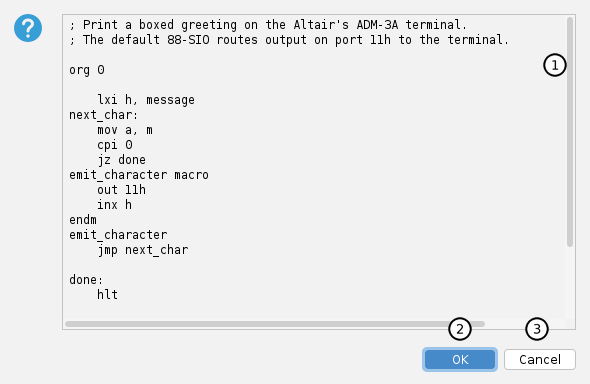 ; Print a boxed greeting on the Altair's ADM-3A terminal.
; The default 88-SIO routes output on port 11h to the terminal.
org 0
lxi h, message
next_char:
mov a, m
cpi 0
jz done
emit_character macro
out 11h
inx h
endm
emit_character
jmp next_char
done:
hlt
1
2
3
OK
Cancel